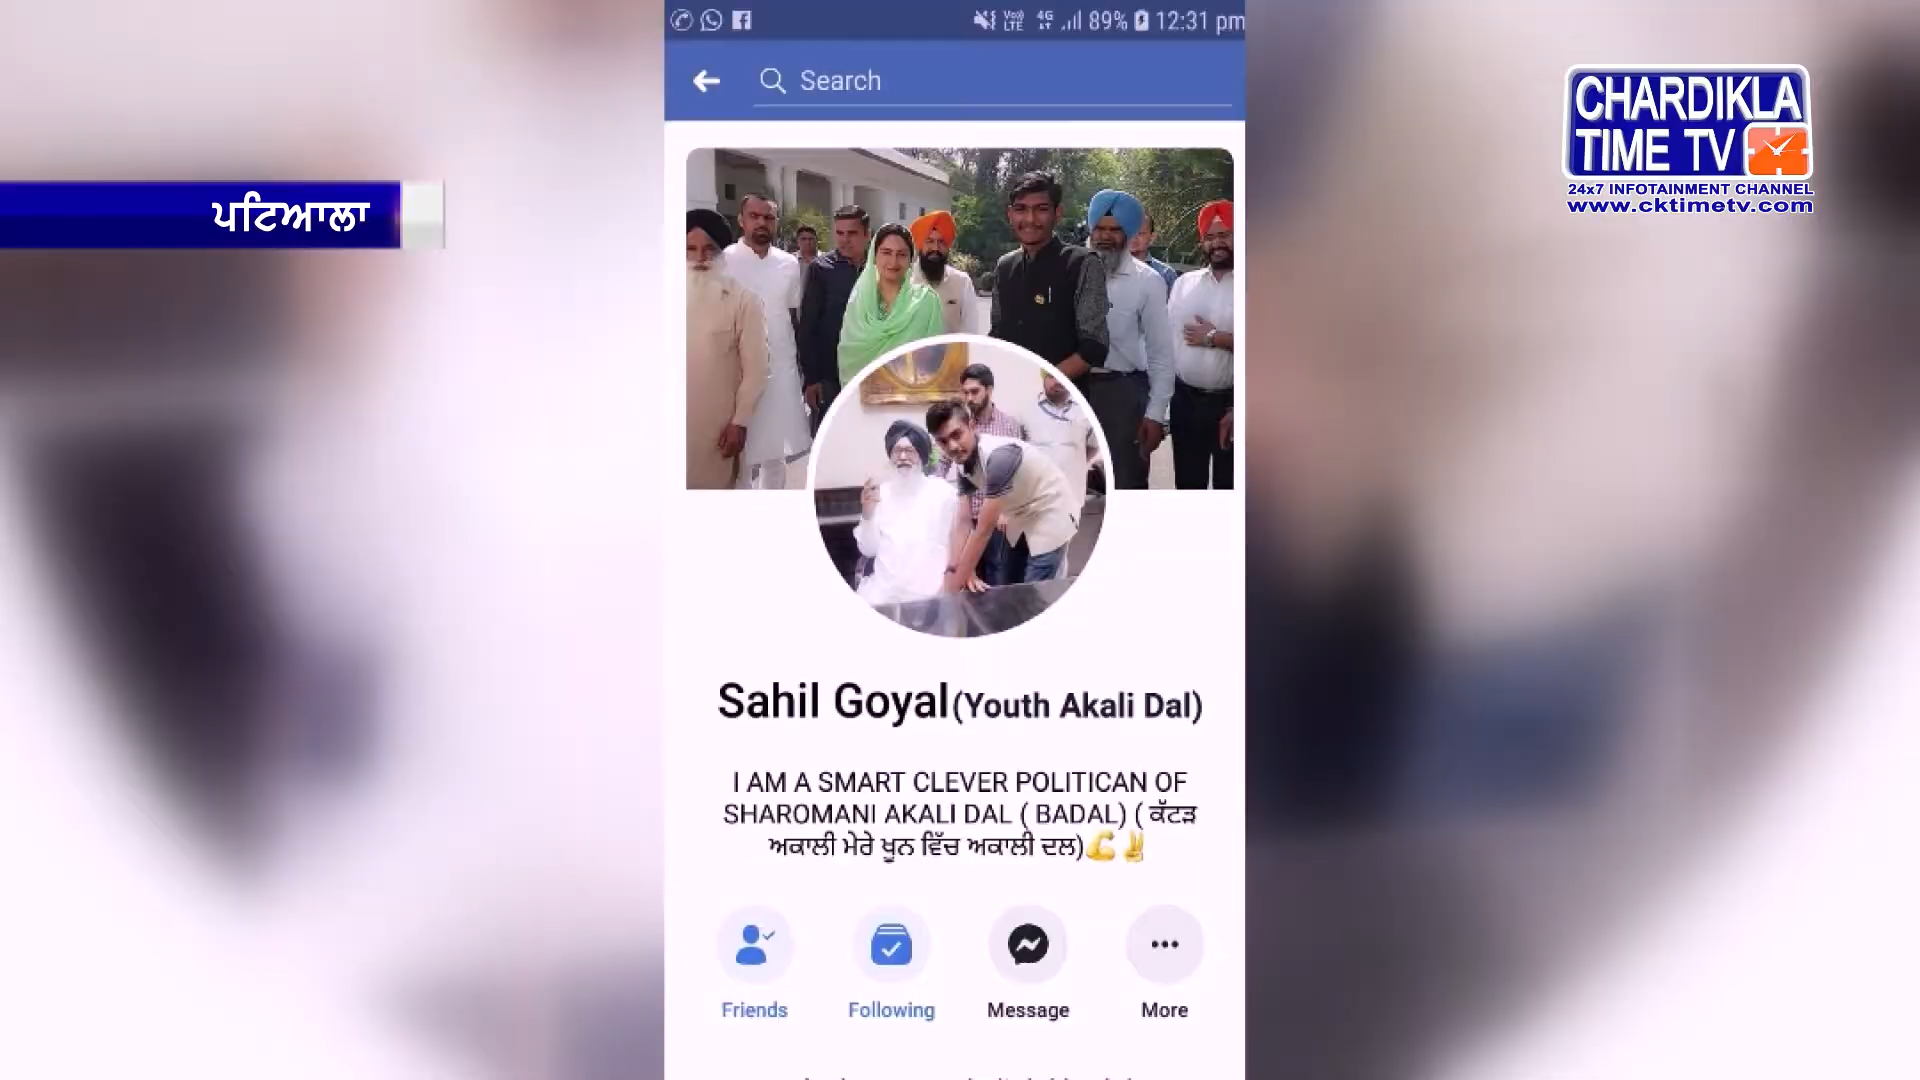 VoLTE 4G 89% 12:31 pm
Search
CHARDIKLA
TIME TV
24x7 INFOTAINMENT CHANNEL
www.cktimetv.com
ਪਟਿਆਲਾ
Sahil Goyal(Youth Akali Dal)
I AM A SMART CLEVER POLITICAN OF
SHAROMANI AKALI DAL ( BADAL) ( ਕੱਟੜ
ਅਕਾਲੀ ਮੇਰੇ ਖੂਨ ਵਿੱਚ ਅਕਾਲੀ ਦਲ)💪✌
Friends Following Message More